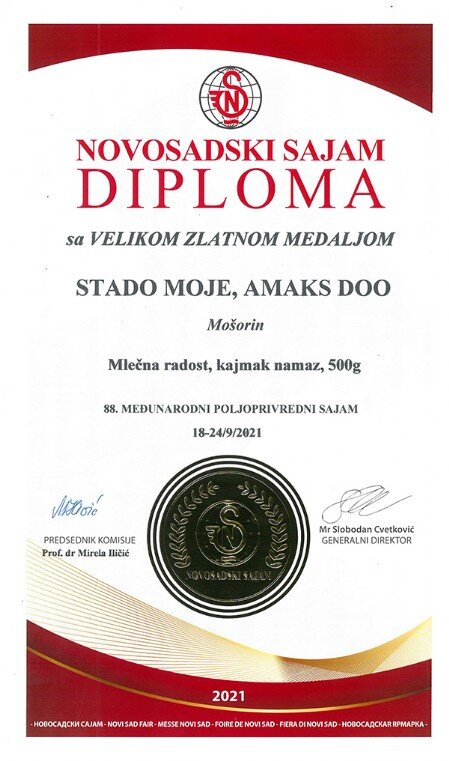 NOVOSADSKI SAJAM
DIPLOMA
sa VELIKOM ZLATNOM MEDALJOM
STADO MOJE, AMAKS DOO
Mošorin
Mlečna radost, kajmak namaz, 500g
88. MEĐUNARODNI POLJOPRIVREDNI SAJAM
18-24/9/2021
PREDSEDNIK KOMISIJE
Prof. dr Mirela Iličić
Mr Slobodan Cvetković
GENERALNI DIREKTOR
NOVOSADSKI SAJAM
2021
- НОВОСАДСКИ САЈАМ - NOVI SAD FAIR - MESSE NOVI SAD - FOIRE DE NOVI SAD - FIERA DI NOVI SAD - НОВОСАДСКАЯ ЯРМАРКА -